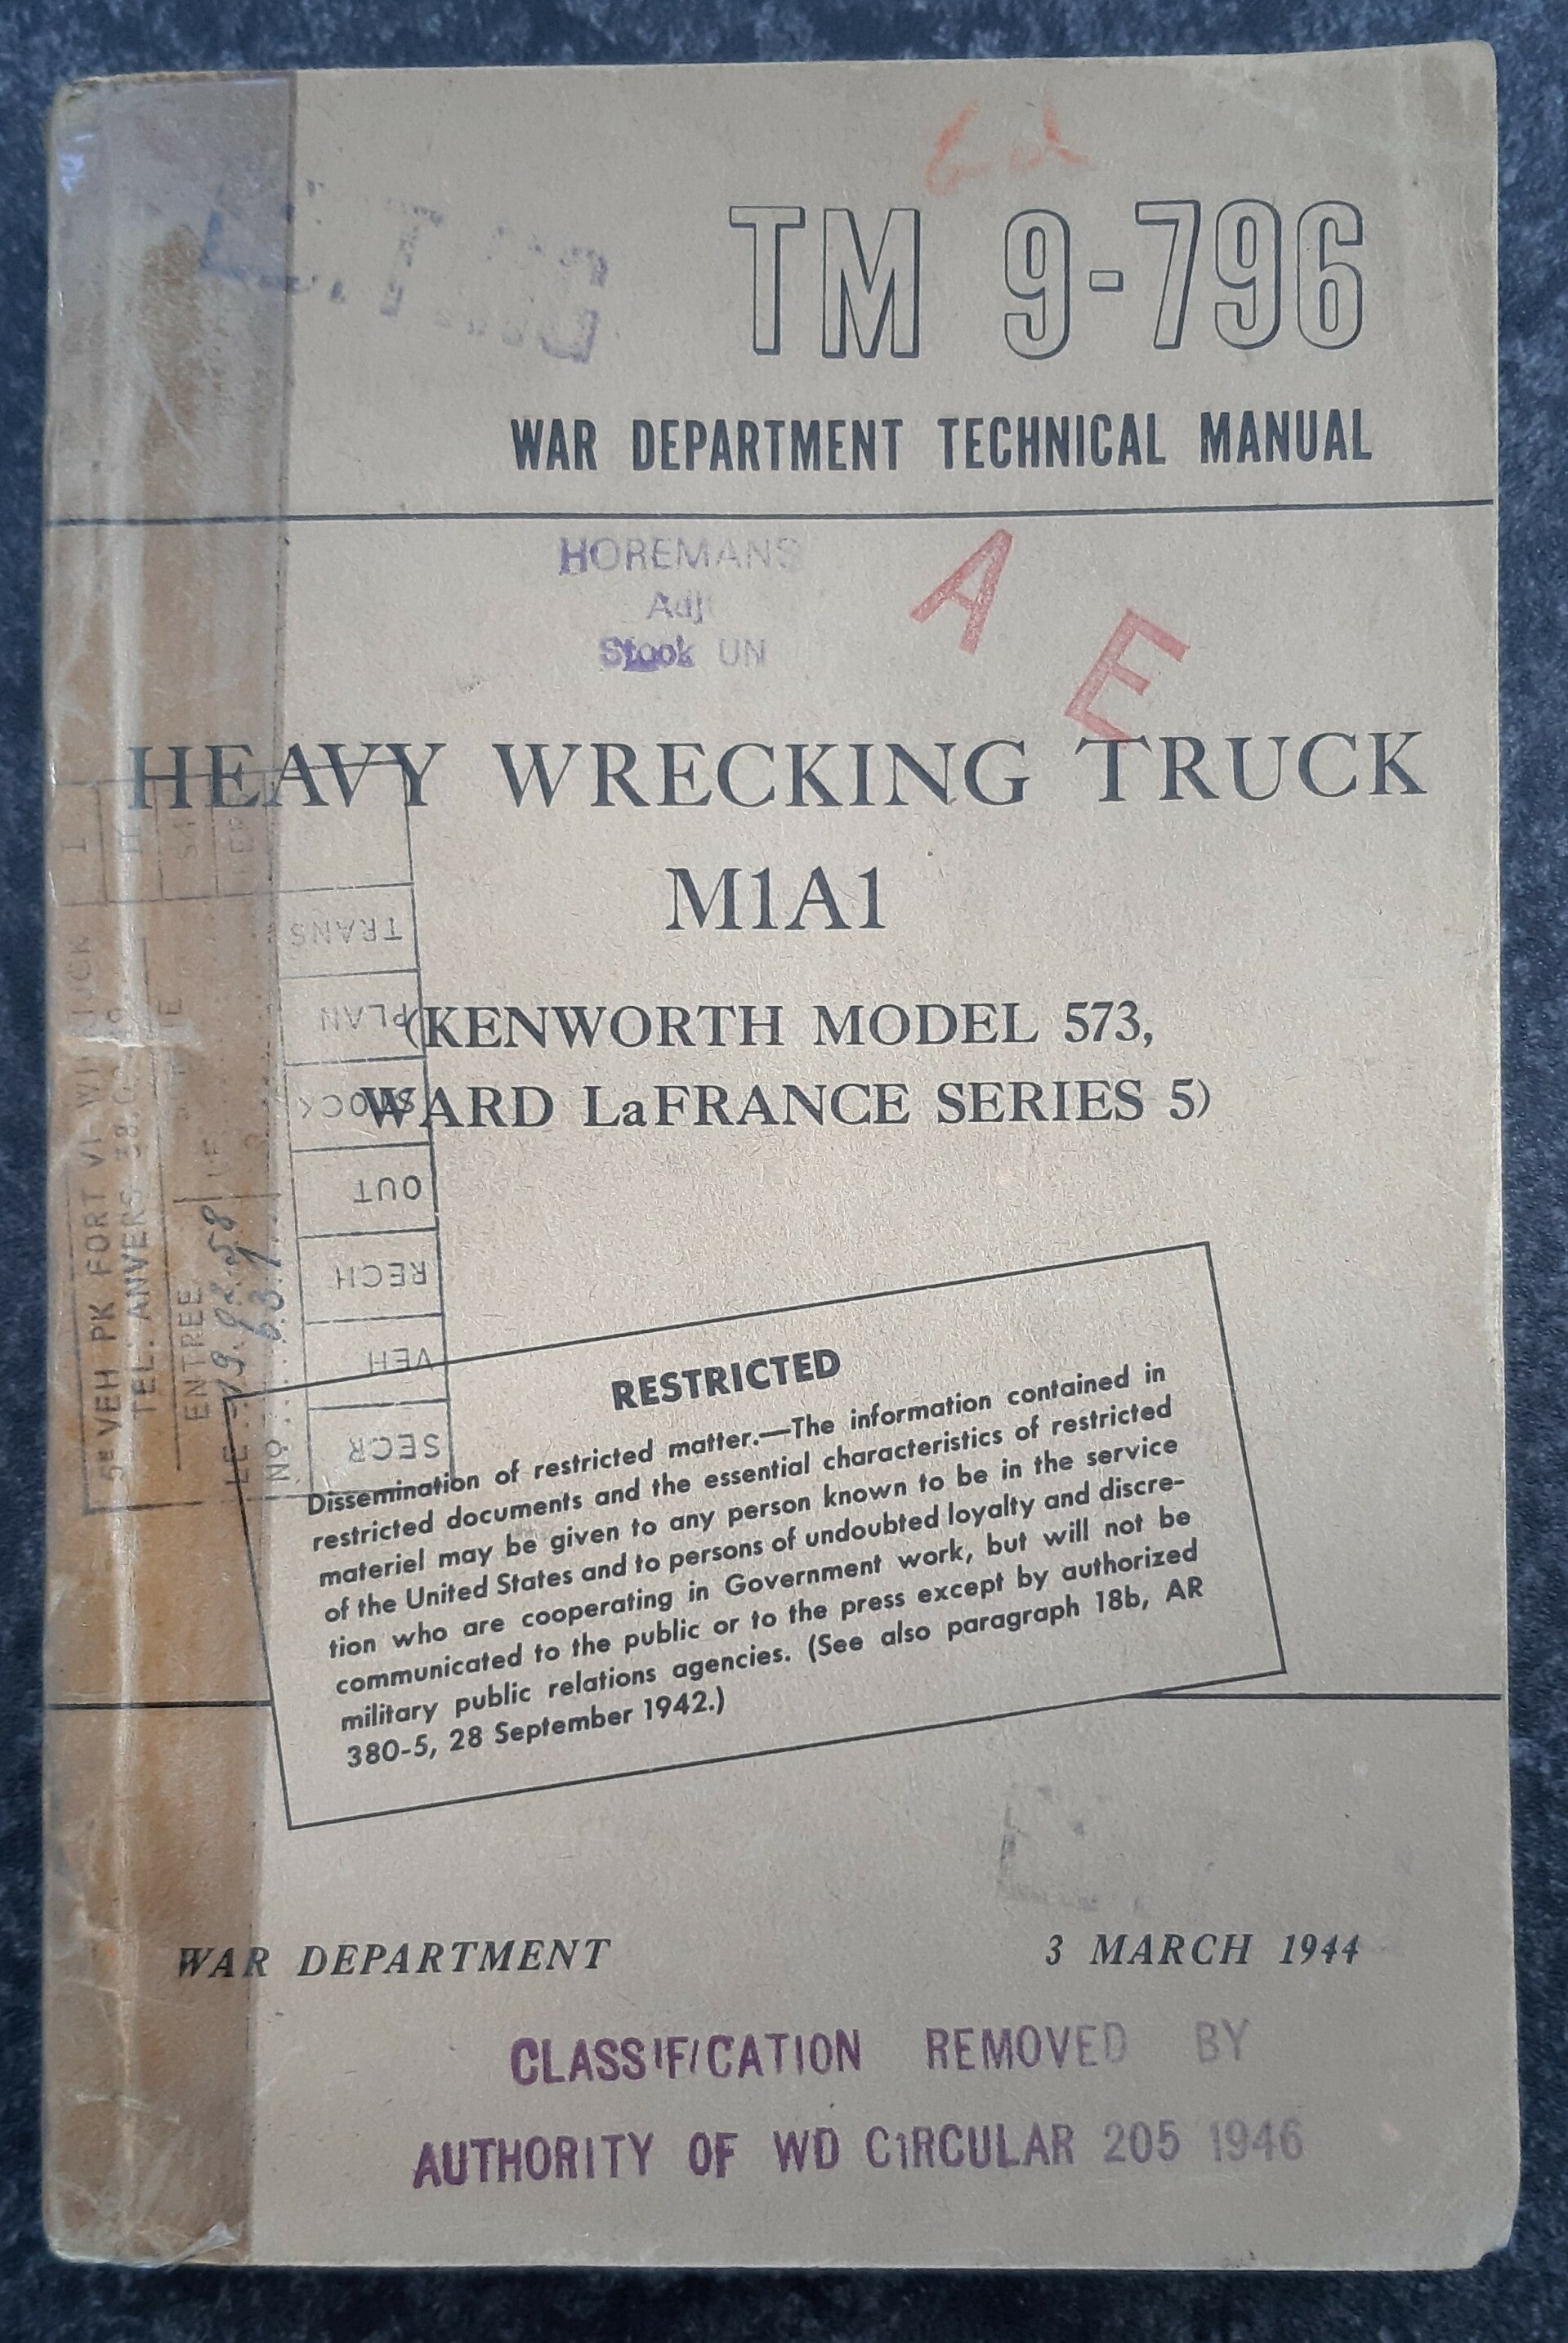 TM 9-796
WAR DEPARTMENT TECHNICAL MANUAL
HOREMANS
Adj
Stock UN
A E
HEAVY WRECKING TRUCK
M1A1
(KENWORTH MODEL 573,
WARD LaFRANCE SERIES 5)
TRANS
PLAN
STOCK
OUT
RECH
VEH
SECR
5e VEH PK FORT VI
TEL. ANVERS
ENTREE
LE 19.02.58
No 637
RESTRICTED
Dissemination of restricted matter.—The information contained in
restricted documents and the essential characteristics of restricted
materiel may be given to any person known to be in the service
of the United States and to persons of undoubted loyalty and discre-
tion who are cooperating in Government work, but will not be
communicated to the public or to the press except by authorized
military public relations agencies. (See also paragraph 18b, AR
380-5, 28 September 1942.)
WAR DEPARTMENT 3 MARCH 1944
CLASSIFICATION REMOVED BY
AUTHORITY OF WD CIRCULAR 205 1946